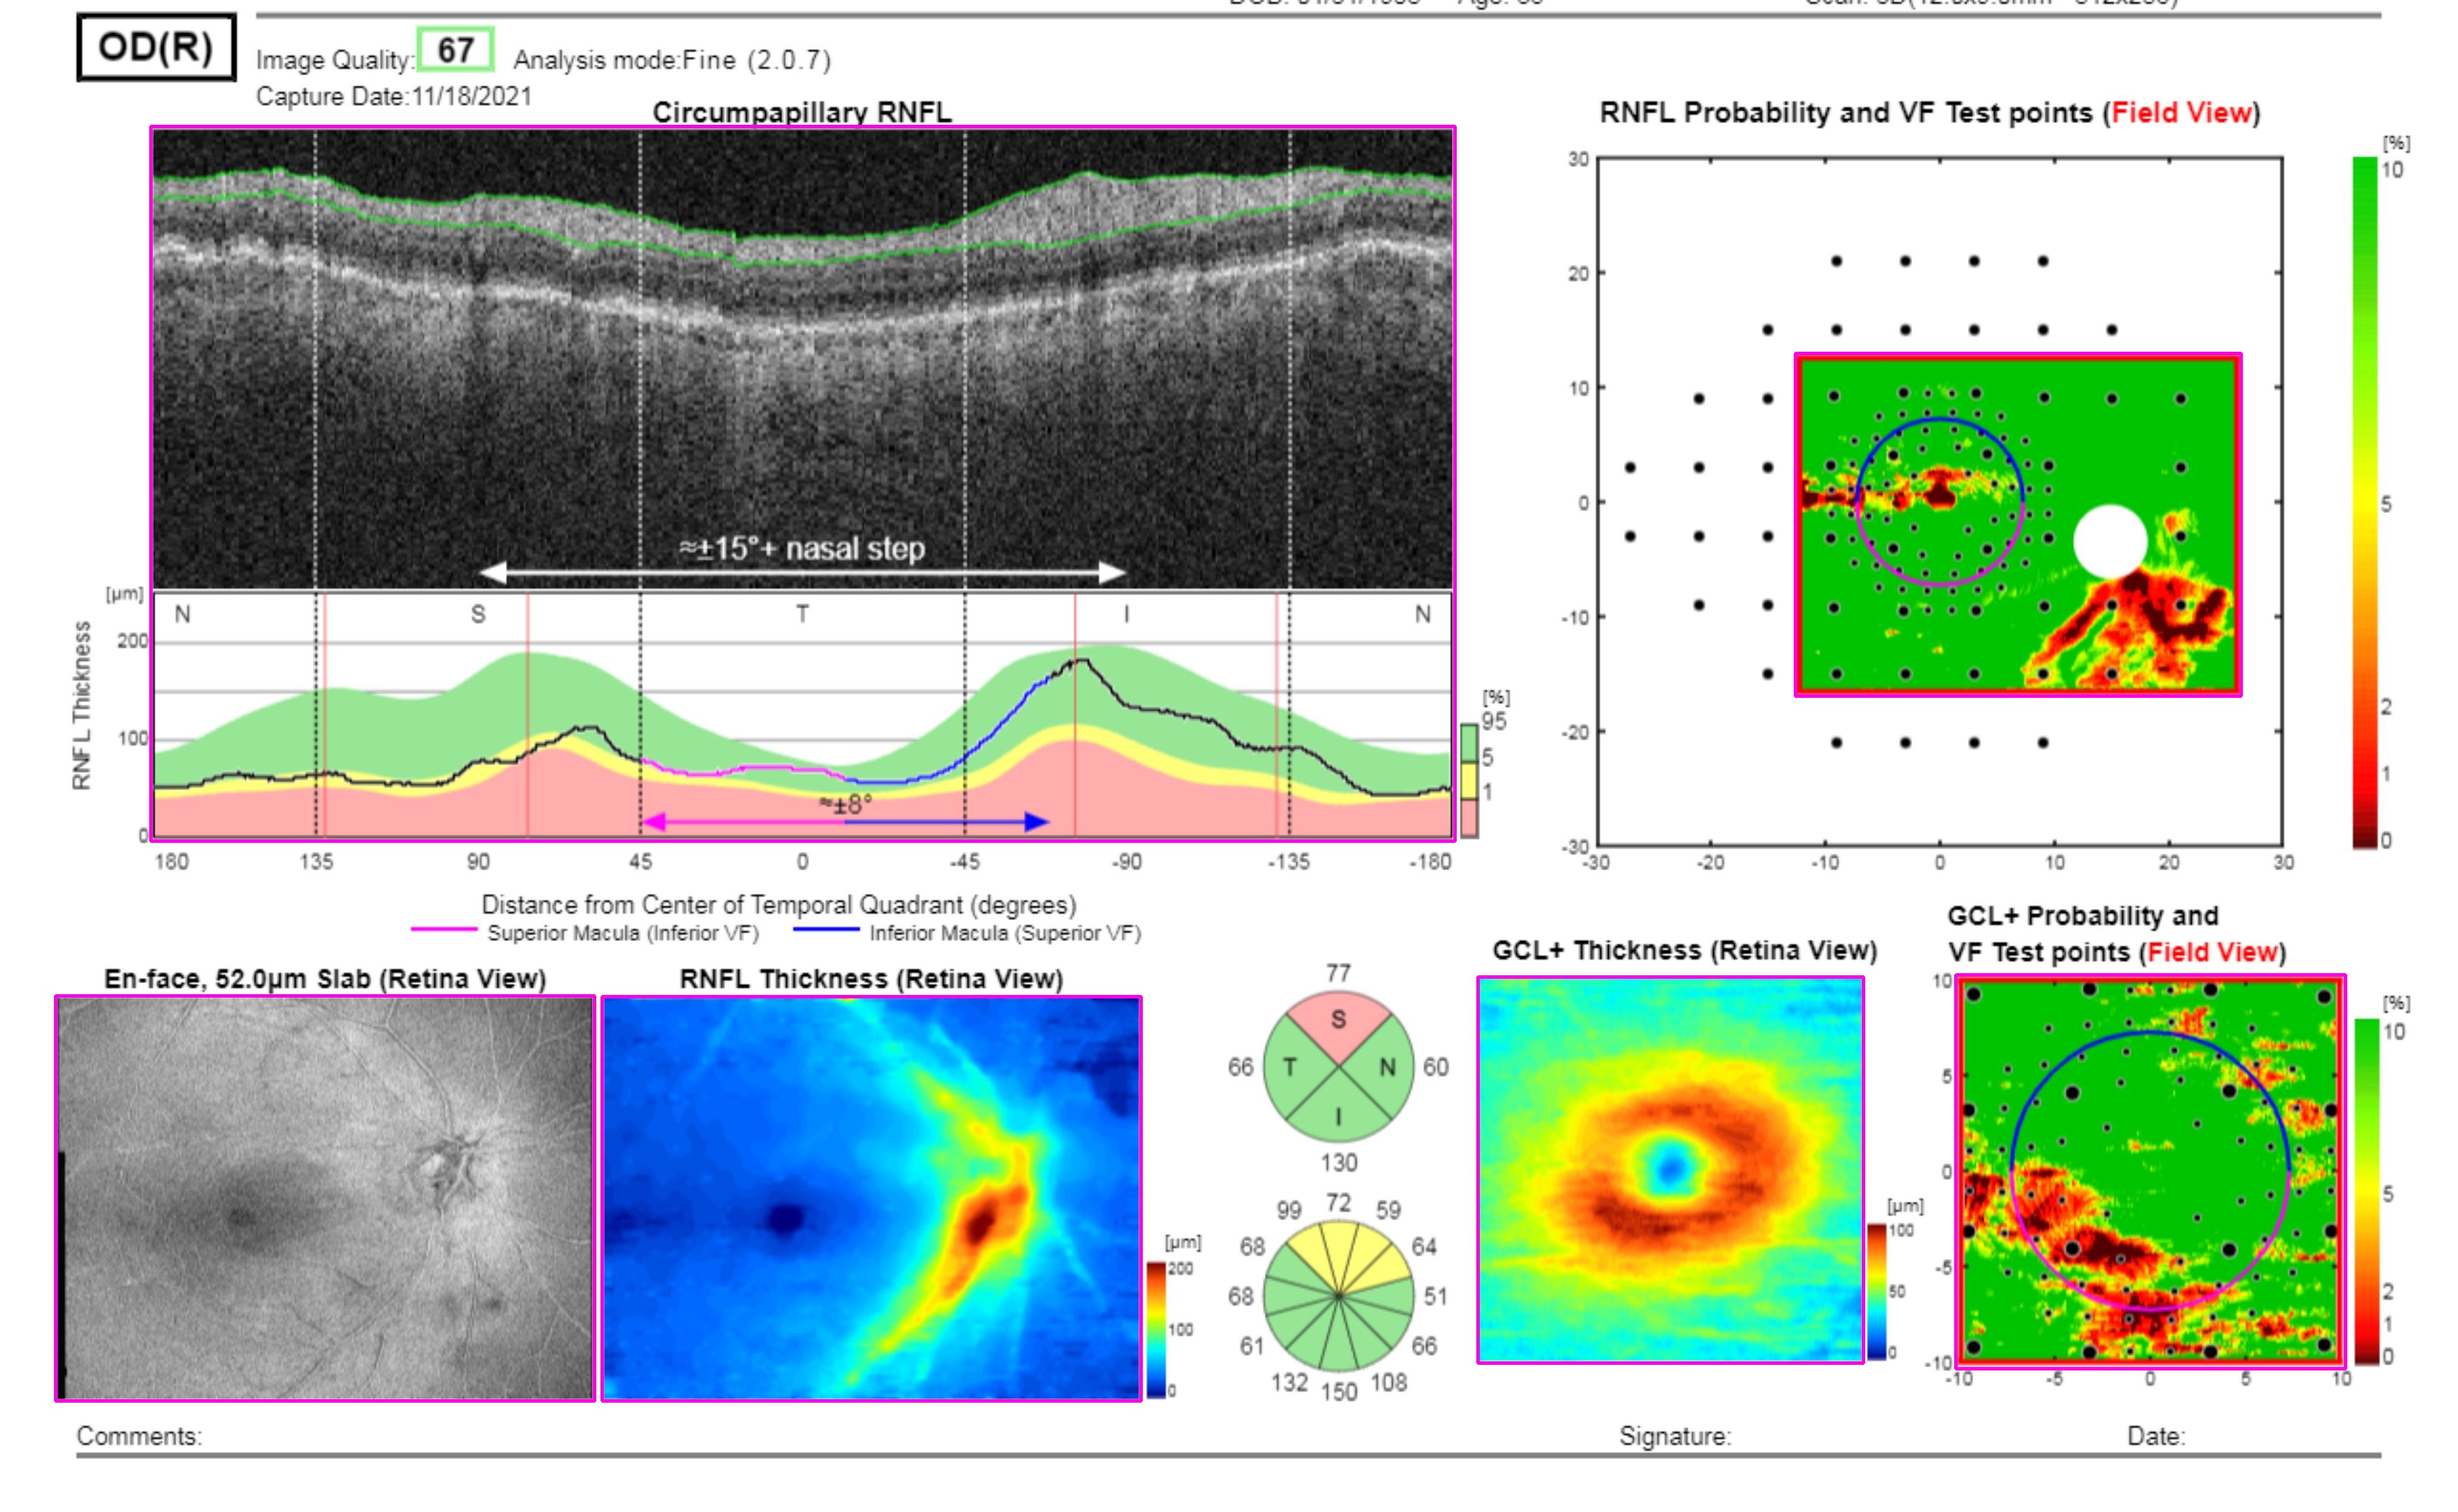 OD(R)
Image Quality: 67 Analysis mode:Fine (2.0.7)
Capture Date:11/18/2021
Circumpapillary RNFL
≈±15°+ nasal step
[µm]
N S T I N
200
100
0
RNFL Thickness
≈±8°
[%]
95
5
1
180 135 90 45 0 -45 -90 -135 -180
Distance from Center of Temporal Quadrant (degrees)
Superior Macula (Inferior VF) Inferior Macula (Superior VF)
RNFL Probability and VF Test points (Field View)
30
20
10
0
-10
-20
-30
-30 -20 -10 0 10 20 30
[%]
10
5
2
1
0
En-face, 52.0µm Slab (Retina View)
RNFL Thickness (Retina View)
[µm]
200
100
0
77
S
66 T N 60
I
130
99 72 59
68 64
68 51
61 66
132 150 108
GCL+ Thickness (Retina View)
[µm]
100
50
0
GCL+ Probability and
VF Test points (Field View)
10
5
0
-5
-10
-10 -5 0 5 10
[%]
10
5
2
1
0
Comments: Signature: Date: